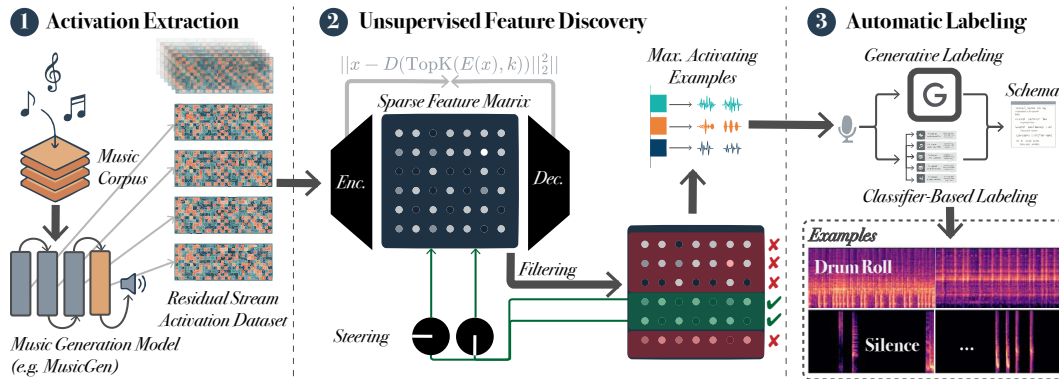 1 Activation Extraction
Music
Corpus
Residual Stream
Activation Dataset
Music Generation Model
(e.g. MusicGen)
2 Unsupervised Feature Discovery
||x − D(TopK(E(x), k))||₂²||
Sparse Feature Matrix
Enc.
Dec.
Max. Activating
Examples
Filtering
Steering
3 Automatic Labeling
Generative Labeling
G
Schema
Classifier-Based Labeling
Examples
Drum Roll
Silence
...